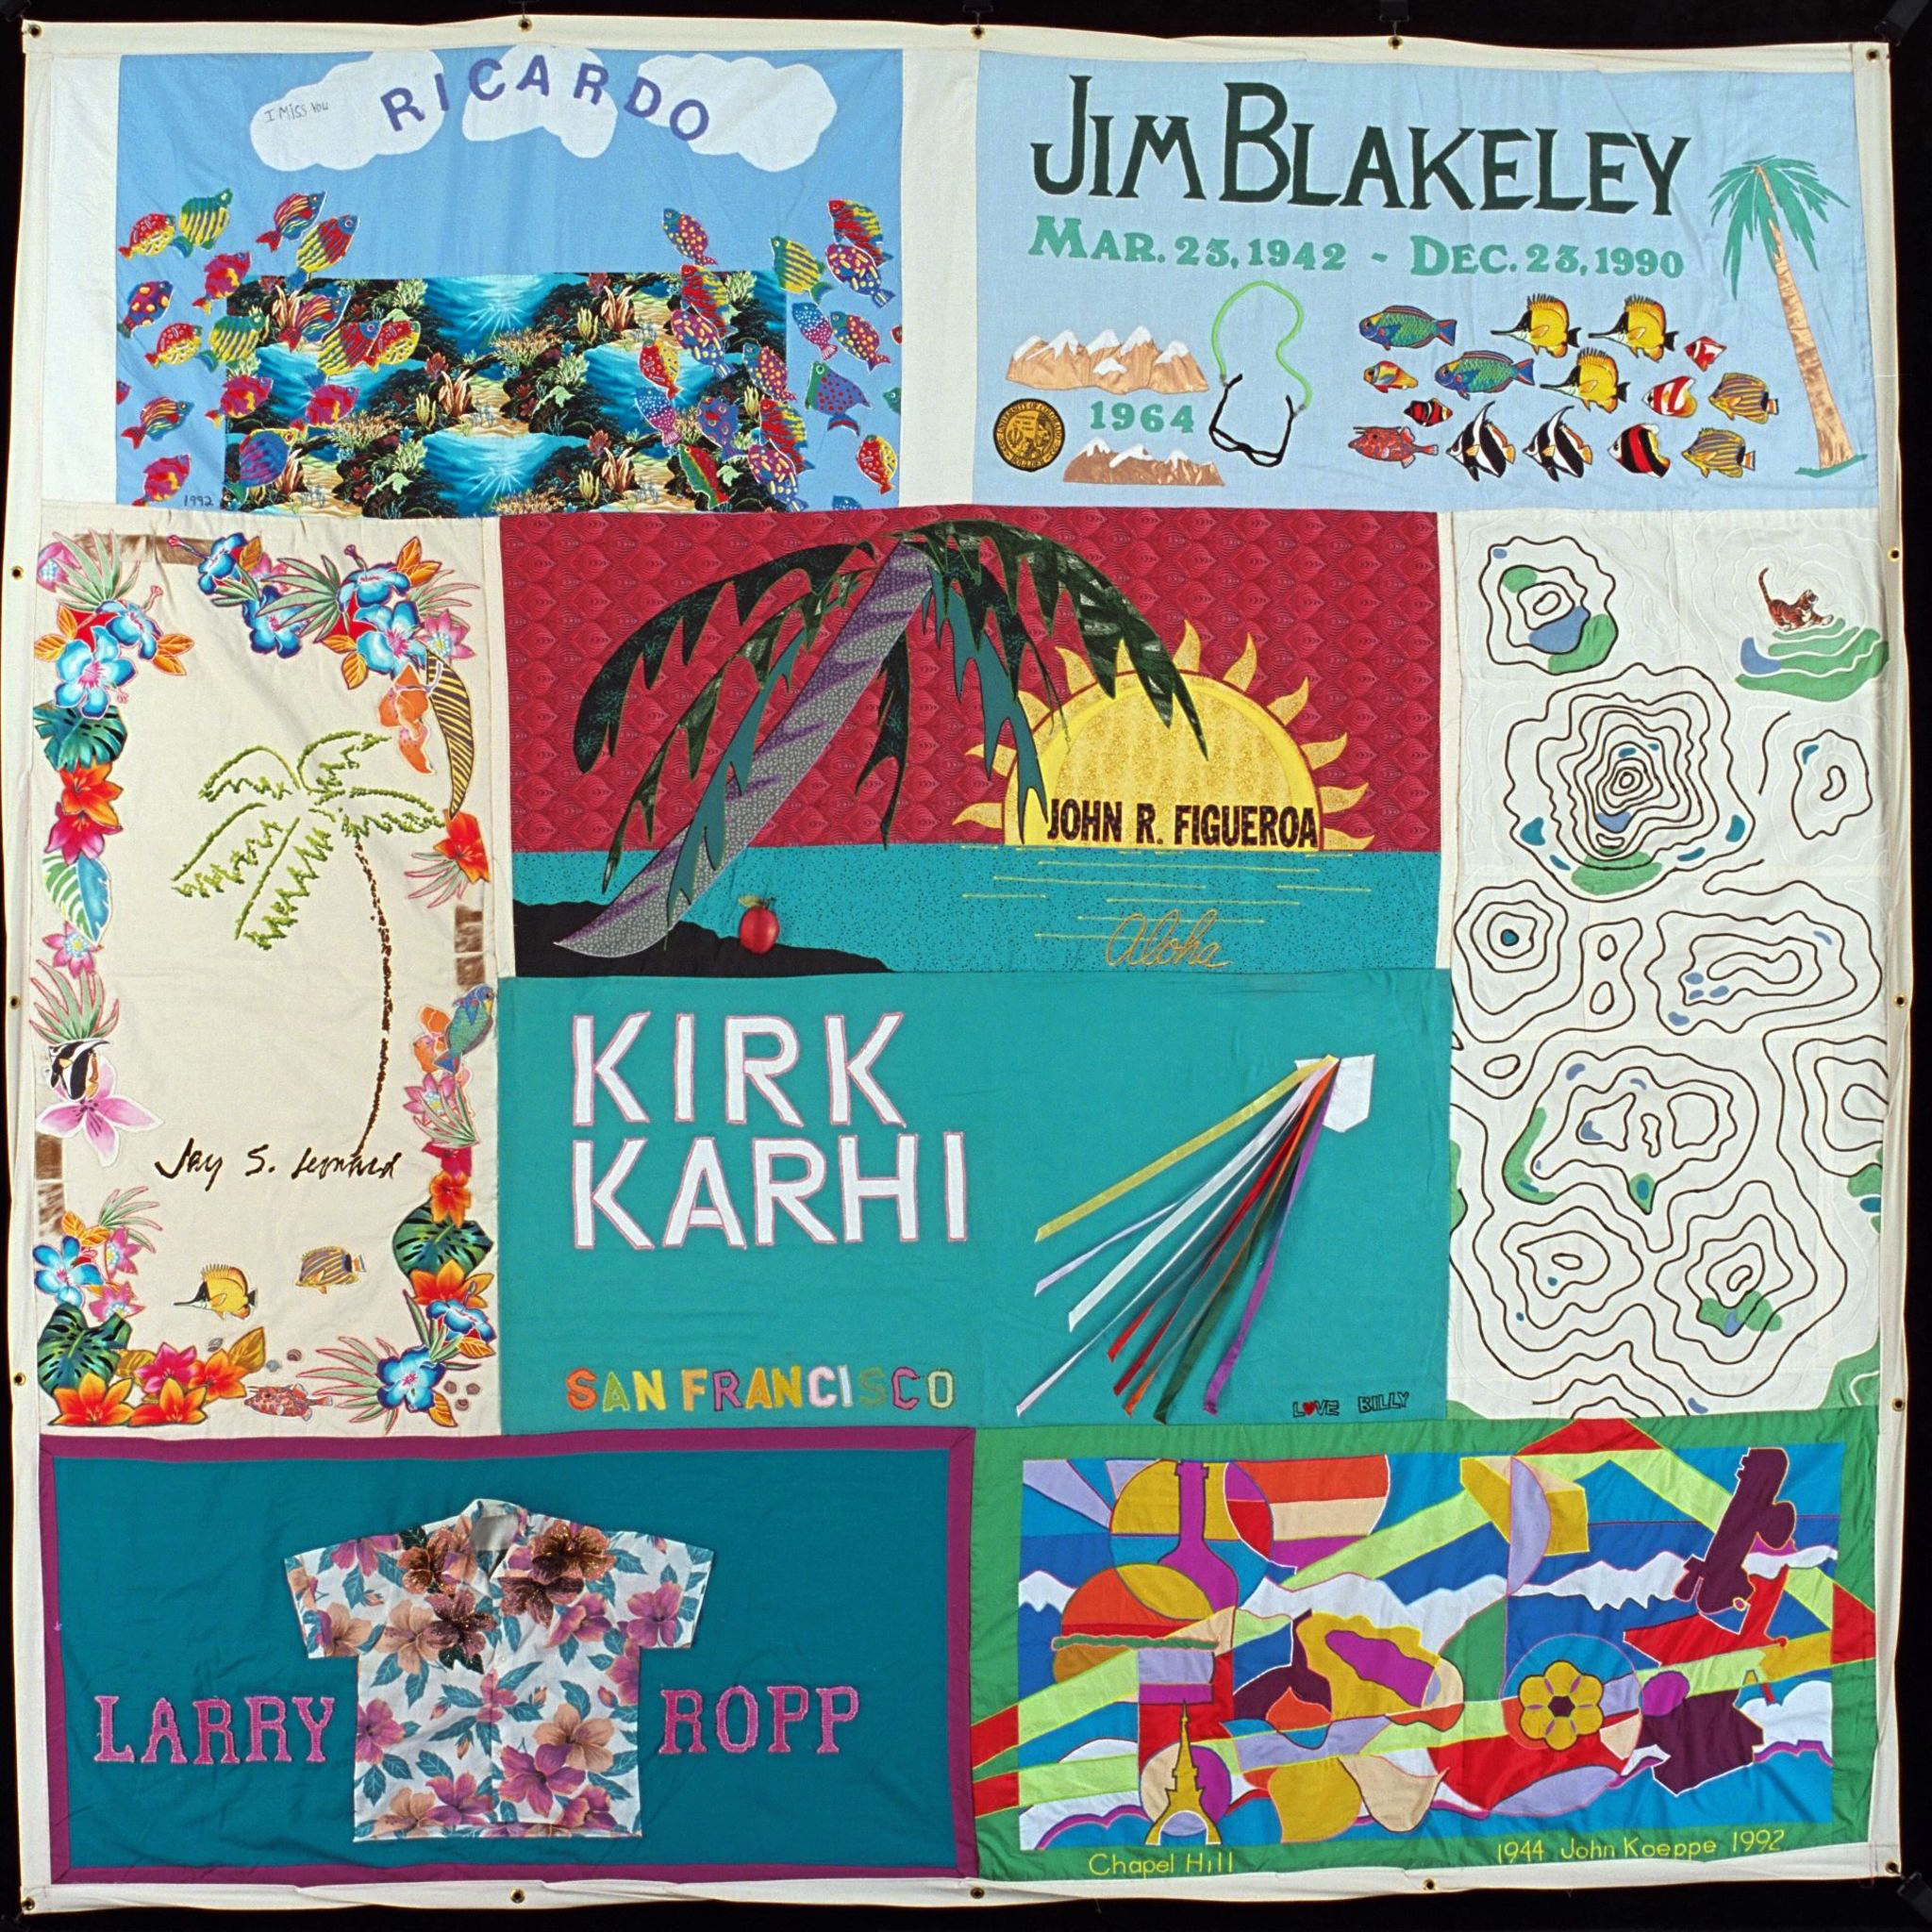 I MISS YOU
RICARDO
1992
JIM BLAKELEY
MAR. 23, 1942 - DEC. 23, 1990
1964
JOHN R. FIGUEROA
Aloha
Jay S. Leonard
KIRK
KARHI
SAN FRANCISCO
LOVE BILLY
LARRY ROPP
Chapel Hill
1944 John Koeppe 1992